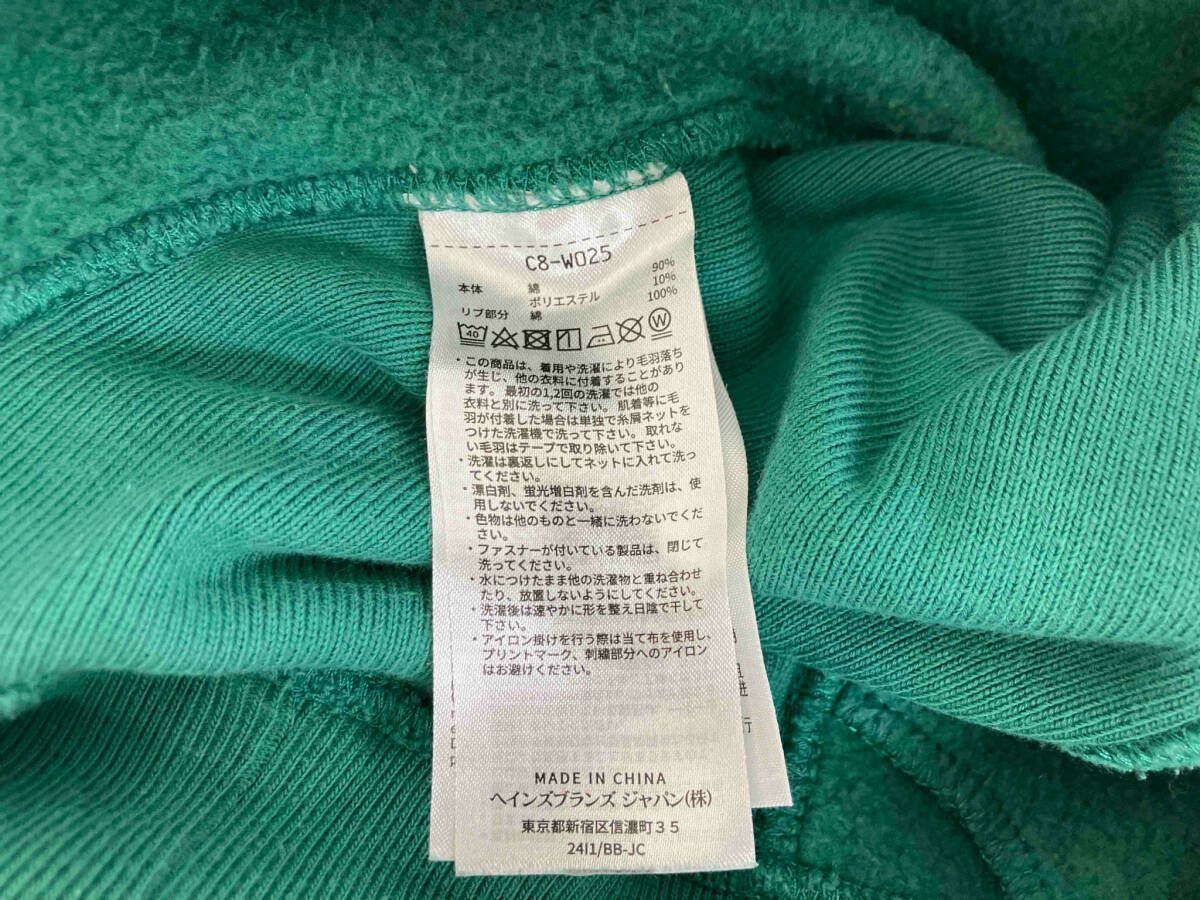 C8-W025
本体 綿 90%
ポリエステル 10%
リブ部分 綿 100%
40 W
・この商品は、着用や洗濯により毛羽落ち
が生じ、他の衣料に付着することがあり
ます。最初の1,2回の洗濯では他の
衣料と別に洗って下さい。肌着等に毛
羽が付着した場合は単独で糸屑ネットを
つけた洗濯機で洗って下さい。取れな
い毛羽はテープで取り除いて下さい。
・洗濯は裏返しにしてネットに入れて洗っ
てください。
・漂白剤、蛍光増白剤を含んだ洗剤は、使
用しないでください。
・色物は他のものと一緒に洗わないでくだ
さい。
・ファスナーが付いている製品は、閉じて
洗ってください。
・水につけたまま他の洗濯物と重ね合わせ
たり、放置しないようにしてください。
・洗濯後は速やかに形を整え日陰で干して
下さい。
・アイロン掛けを行う際は当て布を使用し、
プリントマーク、刺繍部分へのアイロン
はお避けください。
MADE IN CHINA
ヘインズブランズ ジャパン(株)
東京都新宿区信濃町35
24I1/BB-JC